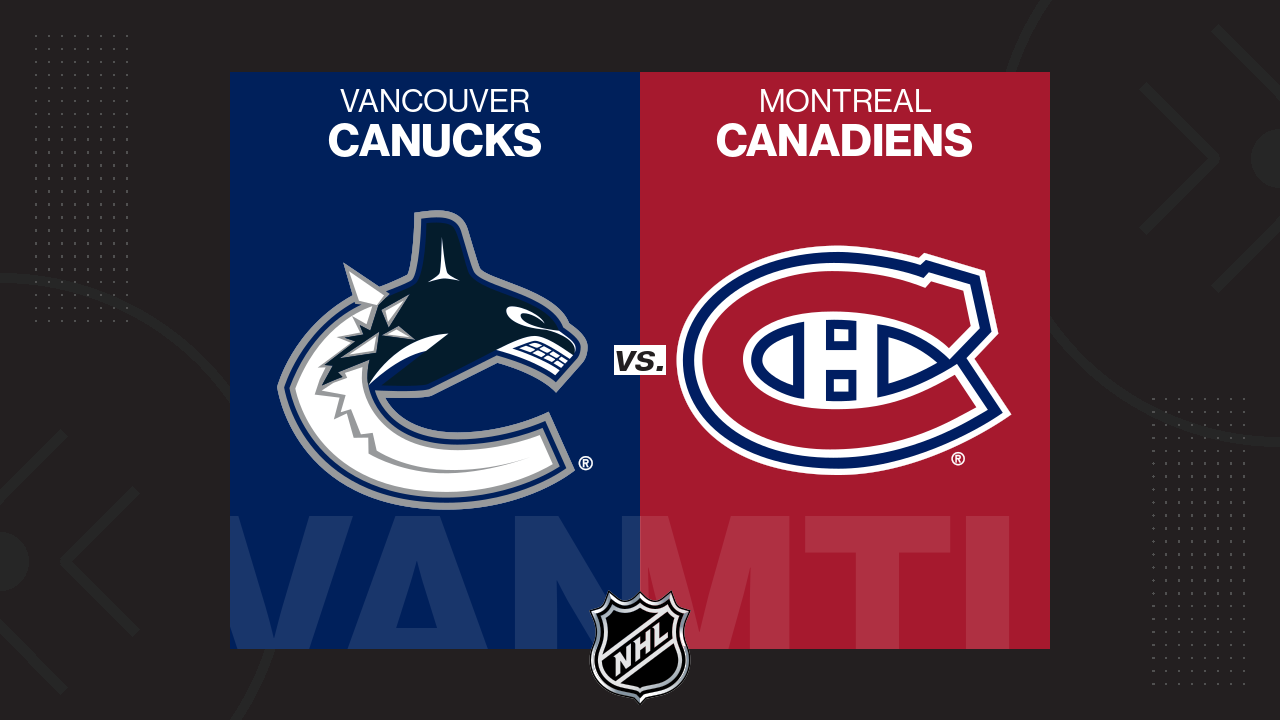 VANCOUVER
CANUCKS
MONTREAL
CANADIENS
vs.
®
®
VAN
MTL
NHL